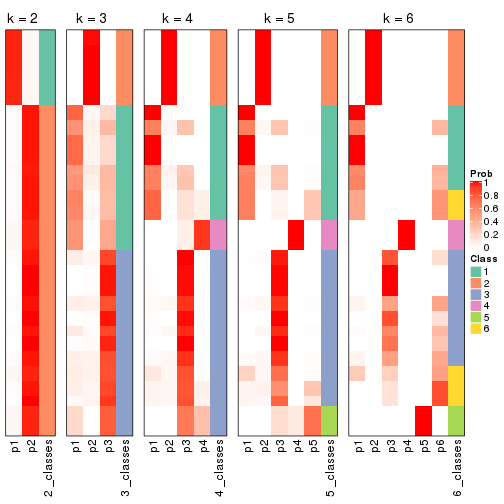 k = 2
k = 3
k = 4
k = 5
k = 6
p1
p2
2_classes
p1
p2
p3
3_classes
p1
p2
p3
p4
4_classes
p1
p2
p3
p4
p5
5_classes
p1
p2
p3
p4
p5
p6
6_classes
Prob
1
0.8
0.6
0.4
0.2
0
Class
1
2
3
4
5
6